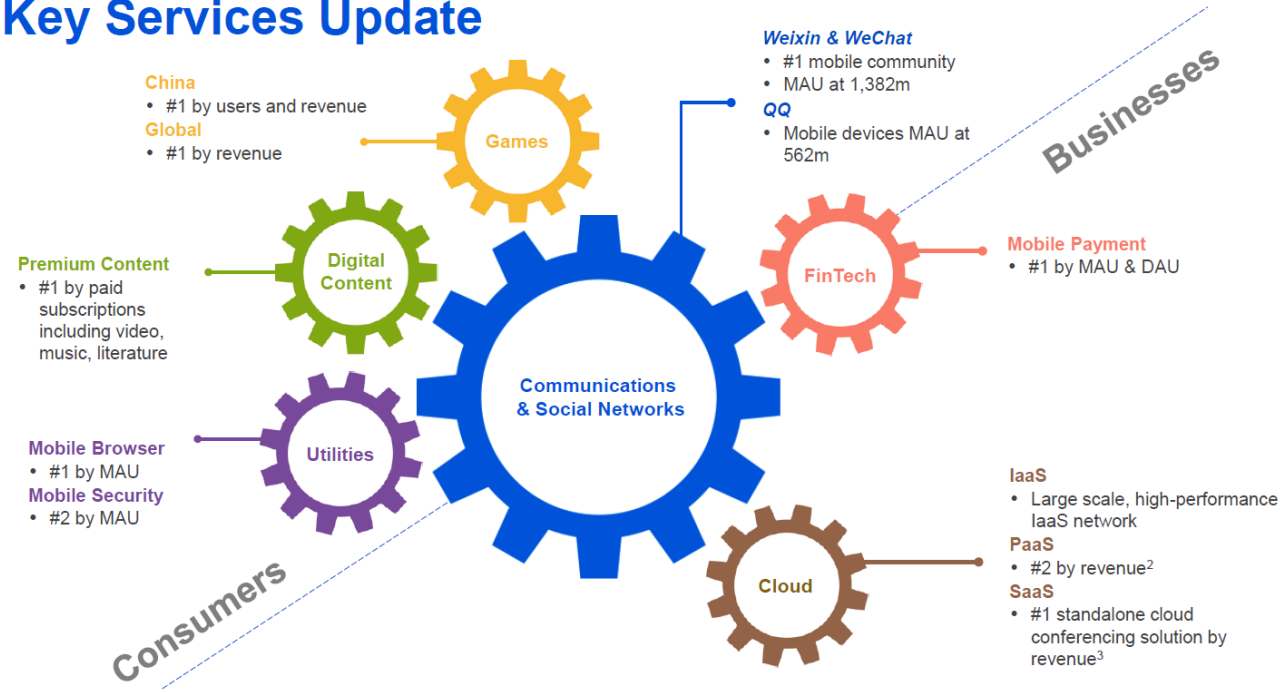 Key Services Update
China
• #1 by users and revenue
Global
• #1 by revenue
Games
Weixin & WeChat
• #1 mobile community
• MAU at 1,382m
QQ
• Mobile devices MAU at
562m
Businesses
Premium Content
• #1 by paid
subscriptions
including video,
music, literature
Digital
Content
FinTech
Mobile Payment
• #1 by MAU & DAU
Communications
& Social Networks
Mobile Browser
• #1 by MAU
Mobile Security
• #2 by MAU
Utilities
Consumers
Cloud
IaaS
• Large scale, high-performance
IaaS network
PaaS
• #2 by revenue²
SaaS
• #1 standalone cloud
conferencing solution by
revenue³